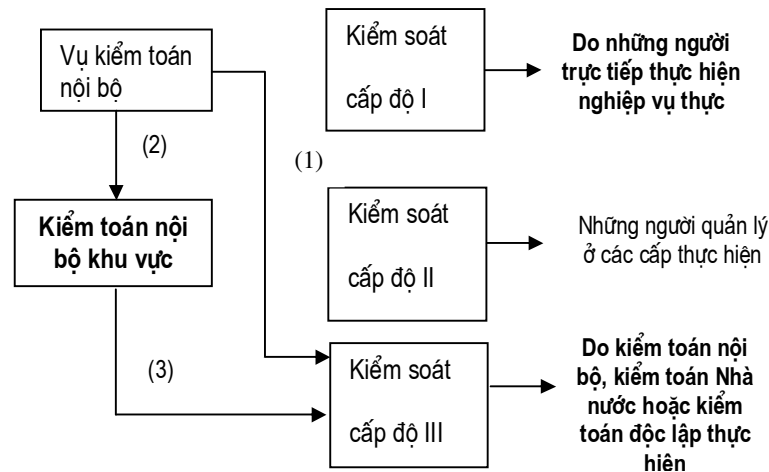 Vụ kiểm toán
nội bộ
(2)
Kiểm toán nội
bộ khu vực
(3)
(1)
Kiểm soát
cấp độ I
Do những người
trực tiếp thực hiện
nghiệp vụ thực
Kiểm soát
cấp độ II
Những người quản lý
ở các cấp thực hiện
Kiểm soát
cấp độ III
Do kiểm toán nội
bộ, kiểm toán Nhà
nước hoặc kiểm
toán độc lập thực
hiện